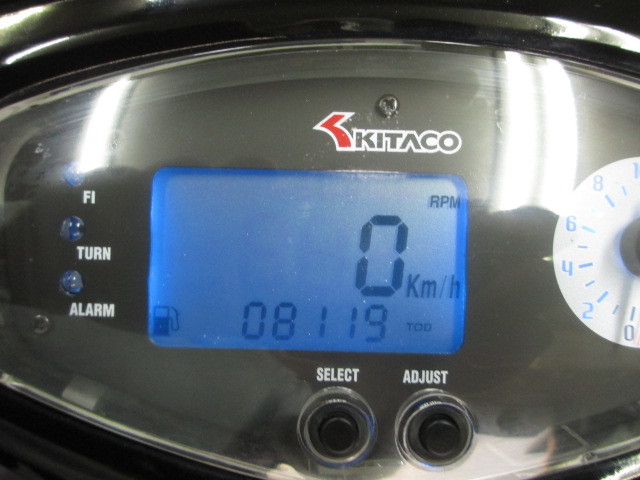 KITACO
FI
TURN
ALARM
RPM
0 Km/h
08119 TOD
SELECT ADJUST
8
6
4
2
0